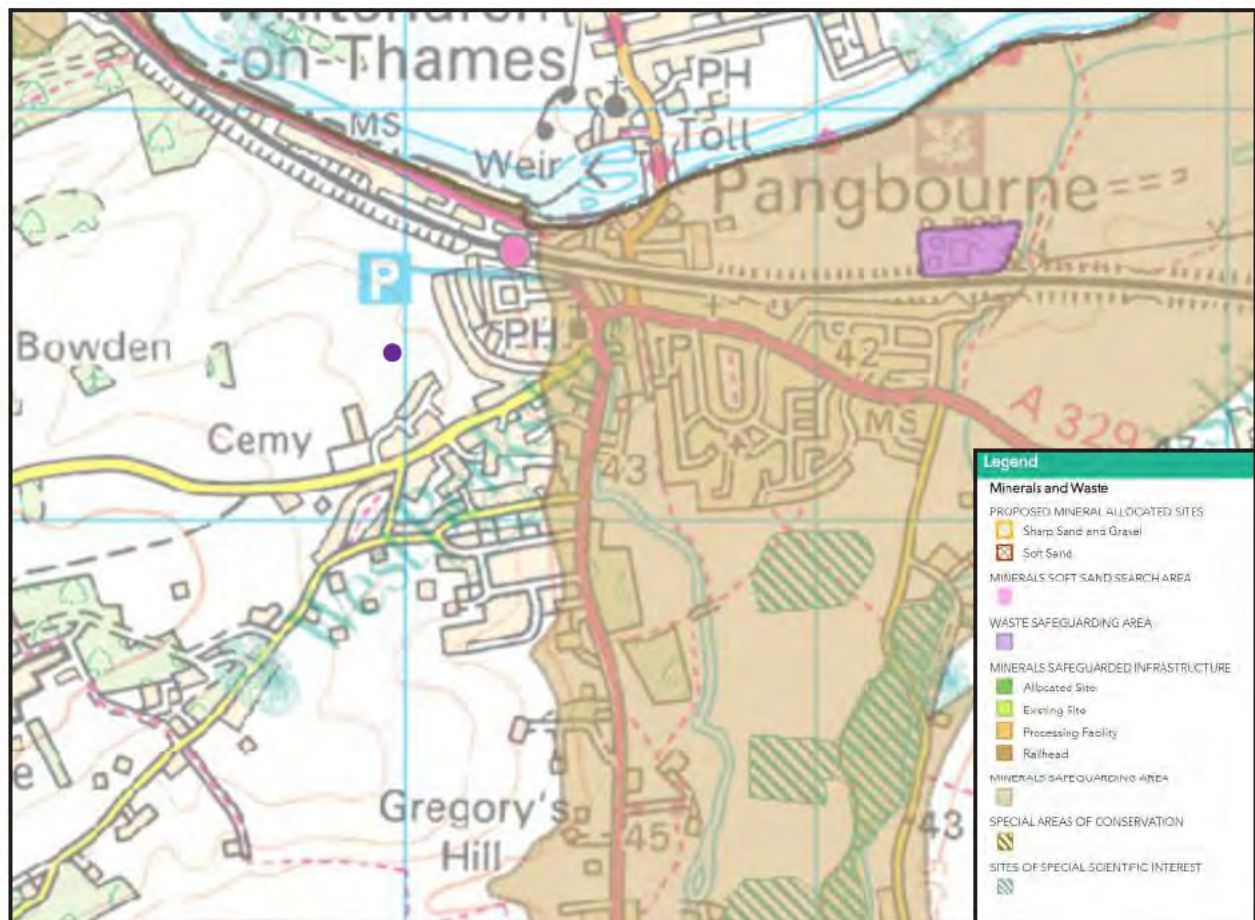 -on-Thames
PH
MS
Toll
Weir
Pangbourne
P
Bowden
PH
P
42
Cemy
MS
A 329
43
Gregory's
Hill
45
43
e
Legend
Minerals and Waste
PROPOSED MINERAL ALLOCATED SITES
Sharp Sand and Gravel
Soft Sand
MINERALS SOFT SAND SEARCH AREA
WASTE SAFEGUARDING AREA
MINERALS SAFEGUARDED INFRASTRUCTURE
Allocated Site
Existing Site
Processing Facility
Railhead
MINERALS SAFEGUARDING AREA
SPECIAL AREAS OF CONSERVATION
SITES OF SPECIAL SCIENTIFIC INTEREST